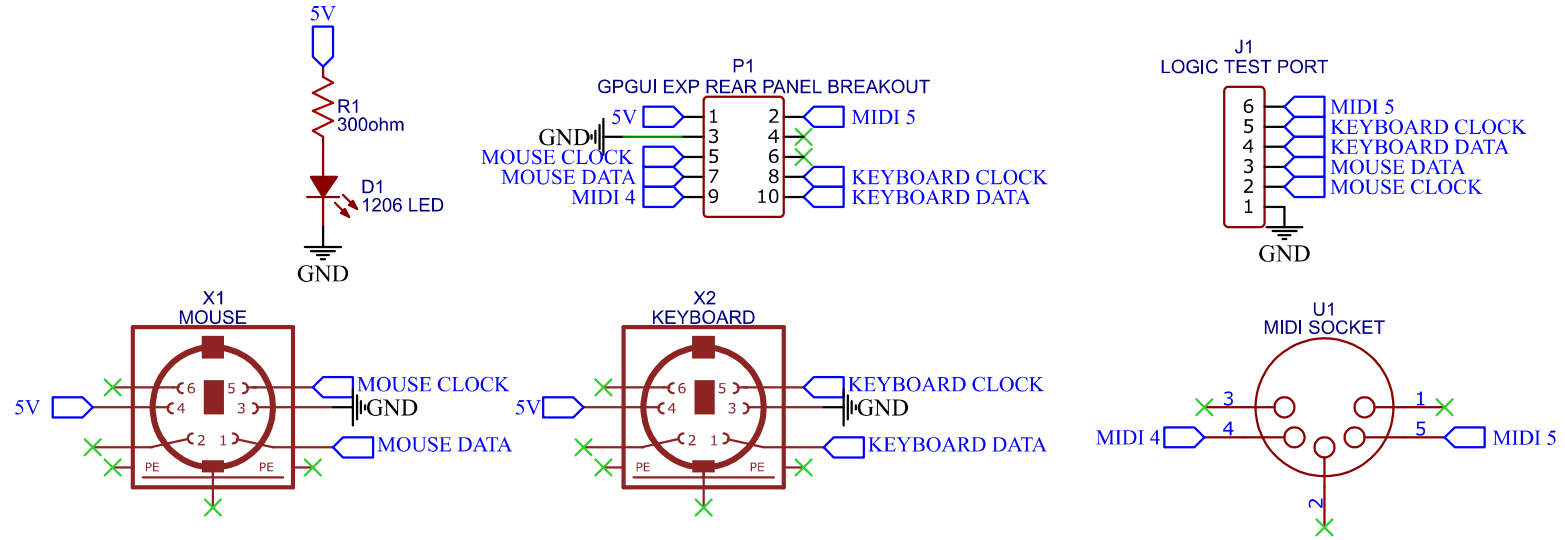 5V
R1
300ohm
D1
1206 LED
GND
P1
GPGUI EXP REAR PANEL BREAKOUT
5V 1 2 MIDI 5
GND 3 4
MOUSE CLOCK 5 6
MOUSE DATA 7 8 KEYBOARD CLOCK
MIDI 4 9 10 KEYBOARD DATA
J1
LOGIC TEST PORT
6 MIDI 5
5 KEYBOARD CLOCK
4 KEYBOARD DATA
3 MOUSE DATA
2 MOUSE CLOCK
1
GND
X1
MOUSE
6 5 MOUSE CLOCK
5V 4 3 GND
2 1 MOUSE DATA
PE PE
X2
KEYBOARD
6 5 KEYBOARD CLOCK
5V 4 3 GND
2 1 KEYBOARD DATA
PE PE
U1
MIDI SOCKET
3 1
MIDI 4 4 5 MIDI 5
2